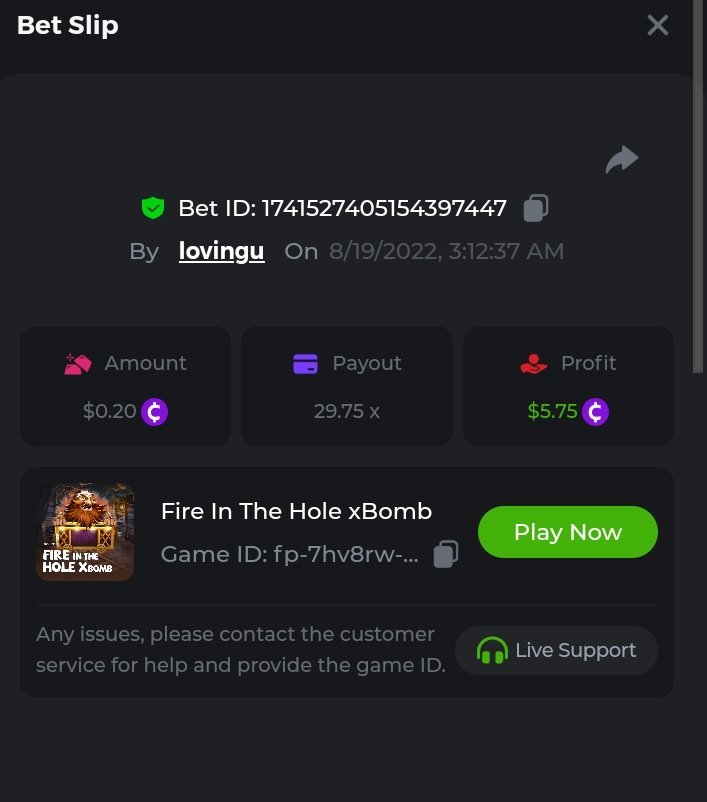 Bet Slip
Bet ID: 1741527405154397447
By lovingu On 8/19/2022, 3:12:37 AM
Amount Payout Profit
$0.20 ₵ 29.75 x $5.75 ₵
Fire In The Hole xBomb
Play Now
Game ID: fp-7hv8rw-...
FIRE IN THE
HOLE XBOMB
Any issues, please contact the customer
service for help and provide the game ID.
Live Support